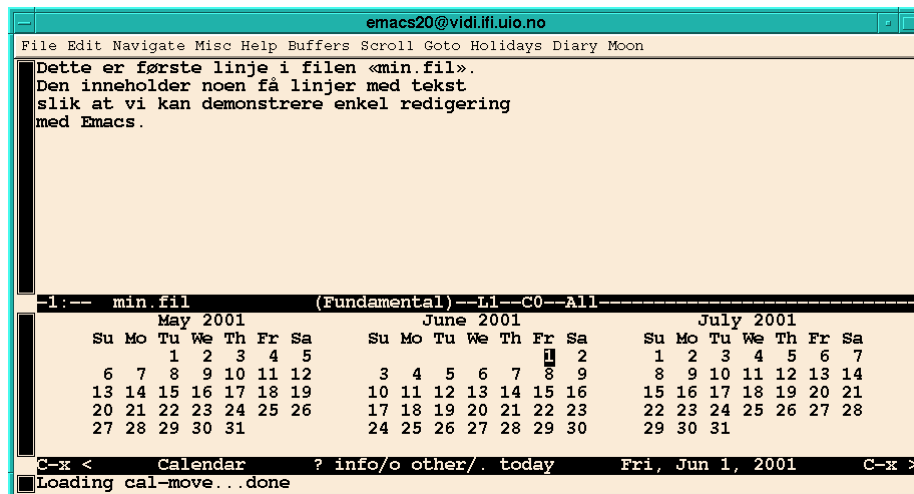 emacs20@vidi.ifi.uio.no
File Edit Navigate Misc Help Buffers Scroll Goto Holidays Diary Moon
Dette er første linje i filen «min.fil».
Den inneholder noen få linjer med tekst
slik at vi kan demonstrere enkel redigering
med Emacs.
-1:-- min.fil (Fundamental)--L1--C0--All--------------------------------
May 2001 June 2001 July 2001
Su Mo Tu We Th Fr Sa Su Mo Tu We Th Fr Sa Su Mo Tu We Th Fr Sa
1 2 3 4 5 1 2 1 2 3 4 5 6 7
6 7 8 9 10 11 12 3 4 5 6 7 8 9 8 9 10 11 12 13 14
13 14 15 16 17 18 19 10 11 12 13 14 15 16 15 16 17 18 19 20 21
20 21 22 23 24 25 26 17 18 19 20 21 22 23 22 23 24 25 26 27 28
27 28 29 30 31 24 25 26 27 28 29 30 29 30 31
C-x < Calendar ? info/o other/. today Fri, Jun 1, 2001 C-x >
Loading cal-move...done